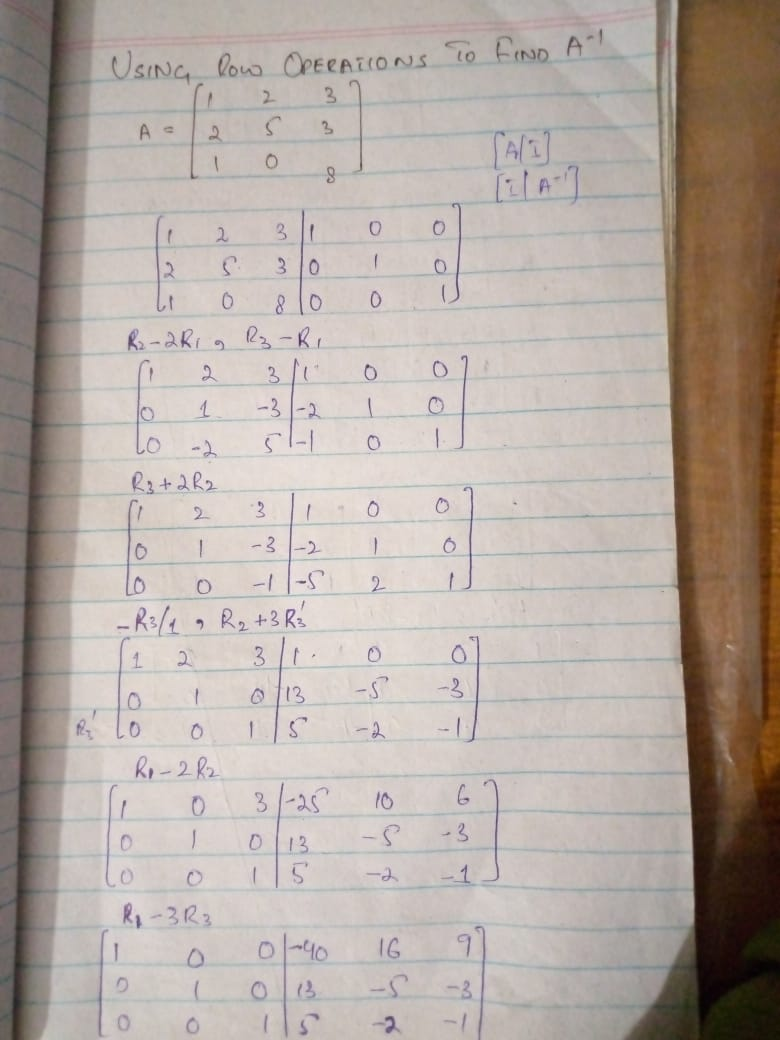 USING ROW OPERATIONS TO FIND A⁻¹
1 2 3
A = 2 5 3
1 0 8
[A|I]
[I|A⁻¹]
1 2 3 | 1 0 0
2 5 3 | 0 1 0
1 0 8 | 0 0 1
R₂-2R₁, R₃-R₁
1 2 3 | 1 0 0
0 1 -3 | -2 1 0
0 -2 5 | -1 0 1
R₃+2R₂
1 2 3 | 1 0 0
0 1 -3 | -2 1 0
0 0 -1 | -5 2 1
-R₃/1, R₂+3R₃'
1 2 3 | 1 0 0
0 1 0 | 13 -5 -3
R₃' 0 0 1 | 5 -2 -1
R₁-2R₂
1 0 3 | -25 10 6
0 1 0 | 13 -5 -3
0 0 1 | 5 -2 -1
R₁-3R₃
1 0 0 | -40 16 9
0 1 0 | 13 -5 -3
0 0 1 | 5 -2 -1